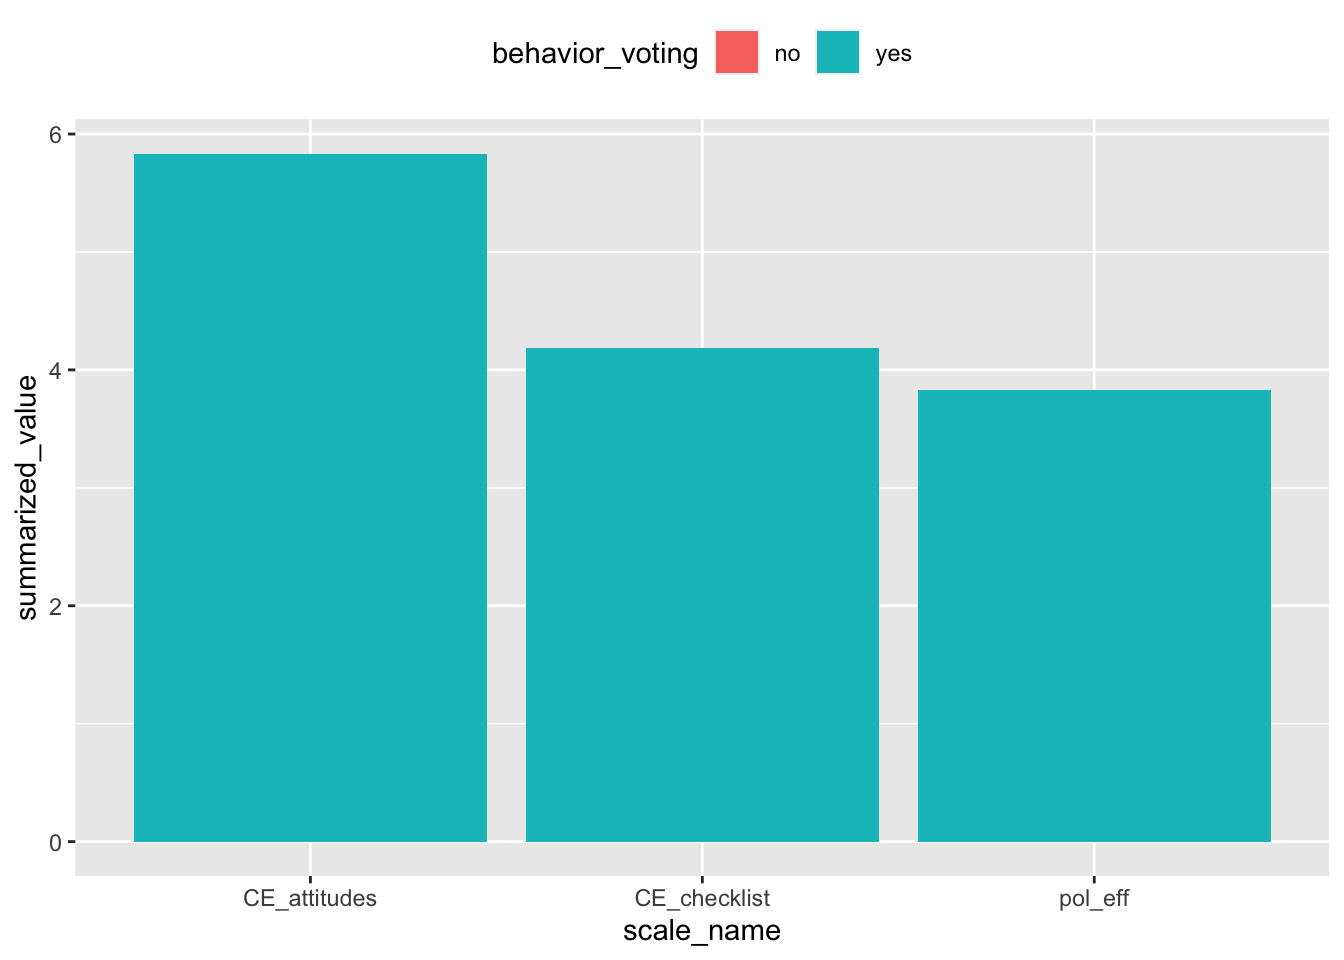 behavior_voting no yes
6
4
2
0
summarized_value
CE_attitudes CE_checklist pol_eff
scale_name